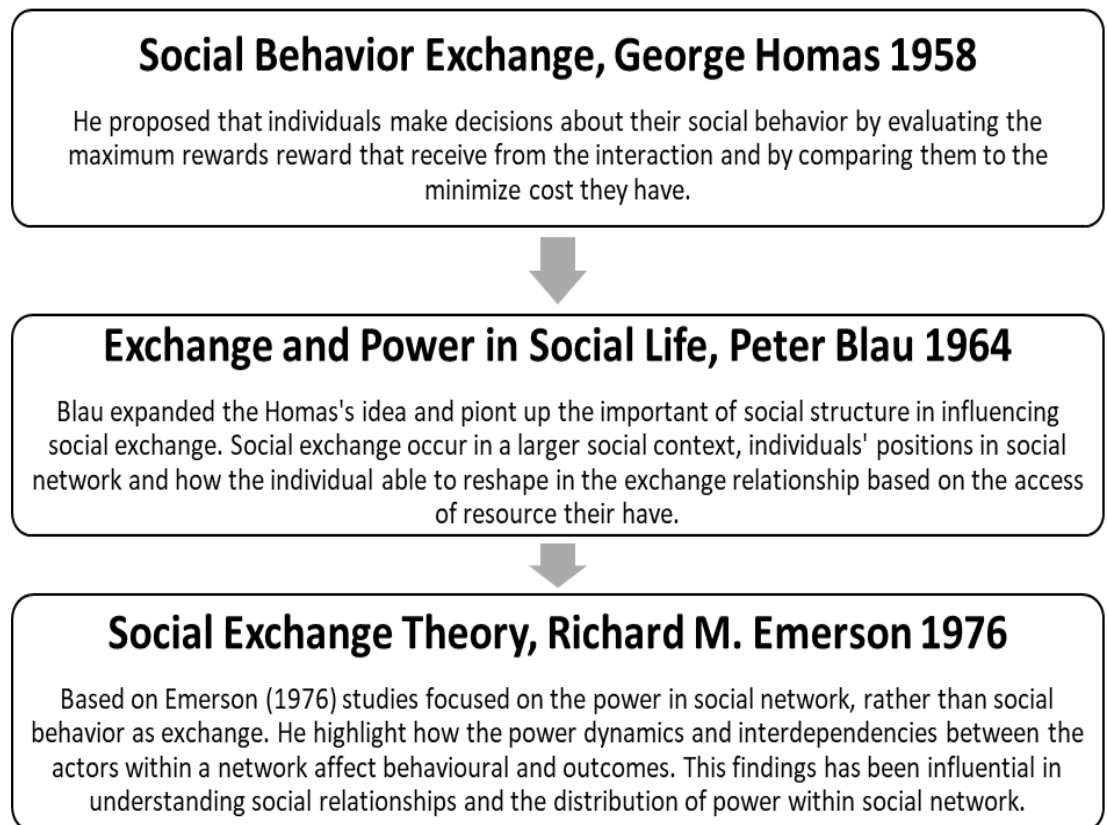 Social Behavior Exchange, George Homas 1958
He proposed that individuals make decisions about their social behavior by evaluating the
maximum rewards reward that receive from the interaction and by comparing them to the
minimize cost they have.
Exchange and Power in Social Life, Peter Blau 1964
Blau expanded the Homas's idea and piont up the important of social structure in influencing
social exchange. Social exchange occur in a larger social context, individuals' positions in social
network and how the individual able to reshape in the exchange relationship based on the access
of resource their have.
Social Exchange Theory, Richard M. Emerson 1976
Based on Emerson (1976) studies focused on the power in social network, rather than social
behavior as exchange. He highlight how the power dynamics and interdependencies between the
actors within a network affect behavioural and outcomes. This findings has been influential in
understanding social relationships and the distribution of power within social network.